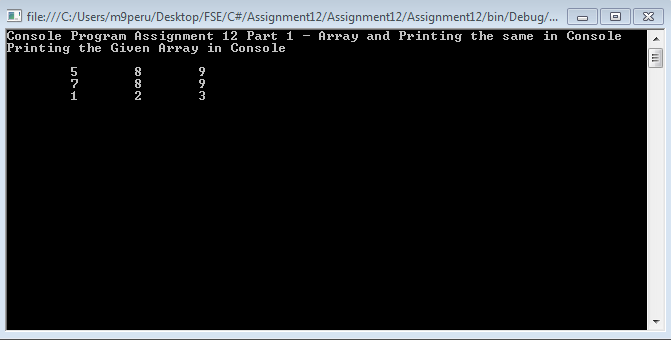 file:///C:/Users/m9peru/Desktop/FSE/C#/Assignment12/Assignment12/Assignment12/bin/Debug/...
Console Program Assignment 12 Part 1 - Array and Printing the same in Console
Printing the Given Array in Console
5 8 9
7 8 9
1 2 3